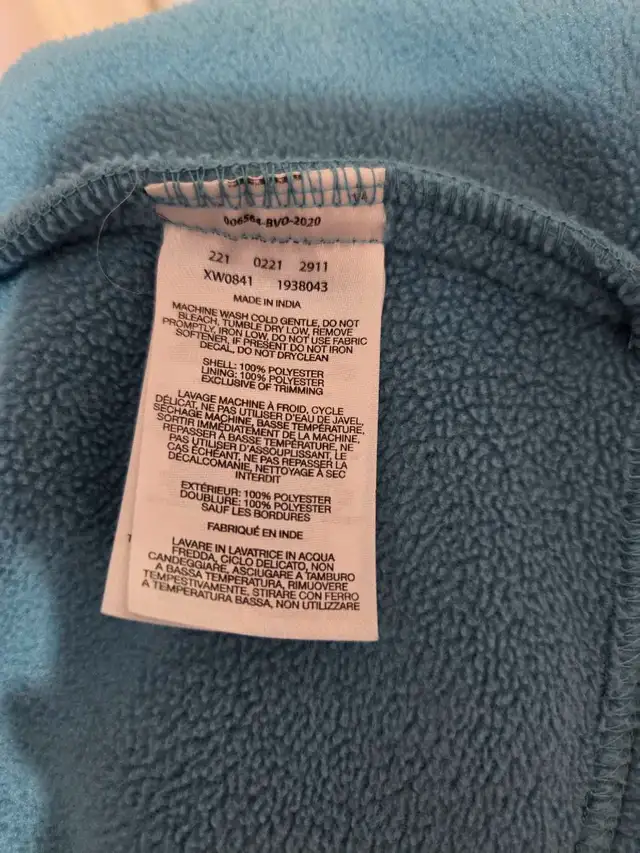 1/4
006564-BVO-2020
221 0221 2911
XW0841 1938043
MADE IN INDIA
MACHINE WASH COLD GENTLE, DO NOT
BLEACH, TUMBLE DRY LOW, REMOVE
PROMPTLY, IRON LOW, DO NOT USE FABRIC
SOFTENER, IF PRESENT DO NOT IRON
DECAL, DO NOT DRYCLEAN
SHELL: 100% POLYESTER
LINING: 100% POLYESTER
EXCLUSIVE OF TRIMMING
LAVAGE MACHINE À FROID, CYCLE
DÉLICAT, NE PAS UTILISER D'EAU DE JAVEL,
SÉCHAGE MACHINE, BASSE TEMPÉRATURE,
SORTIR IMMÉDIATEMENT DE LA MACHINE,
REPASSER À BASSE TEMPÉRATURE, NE
PAS UTILISER D'ASSOUPLISSANT, LE
CAS ÉCHÉANT, NE PAS REPASSER LA
DÉCALCOMANIE, NETTOYAGE À SEC
INTERDIT
EXTÉRIEUR: 100% POLYESTER
DOUBLURE: 100% POLYESTER
SAUF LES BORDURES
FABRIQUÉ EN INDE
LAVARE IN LAVATRICE IN ACQUA
FREDDA, CICLO DELICATO, NON
CANDEGGIARE, ASCIUGARE A TAMBURO
A BASSA TEMPERATURA, RIMUOVERE
TEMPESTIVAMENTE, STIRARE CON FERRO
A TEMPERATURA BASSA, NON UTILIZZARE